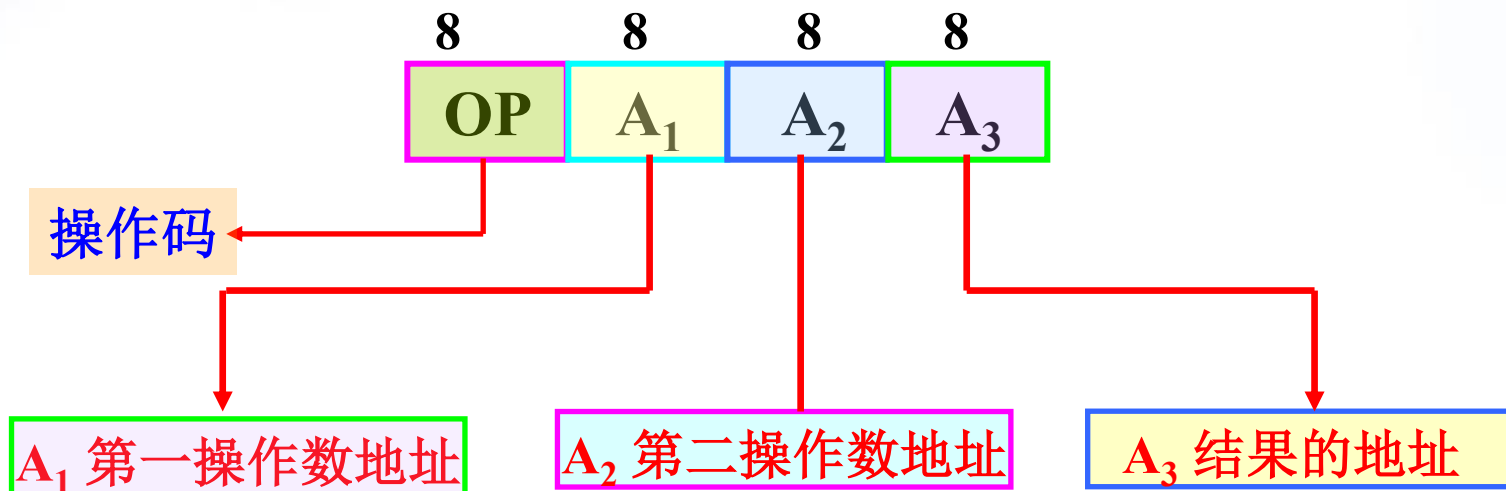 8 8 8 8
OP A₁ A₂ A₃
操作码
A₁ 第一操作数地址
A₂ 第二操作数地址
A₃ 结果的地址